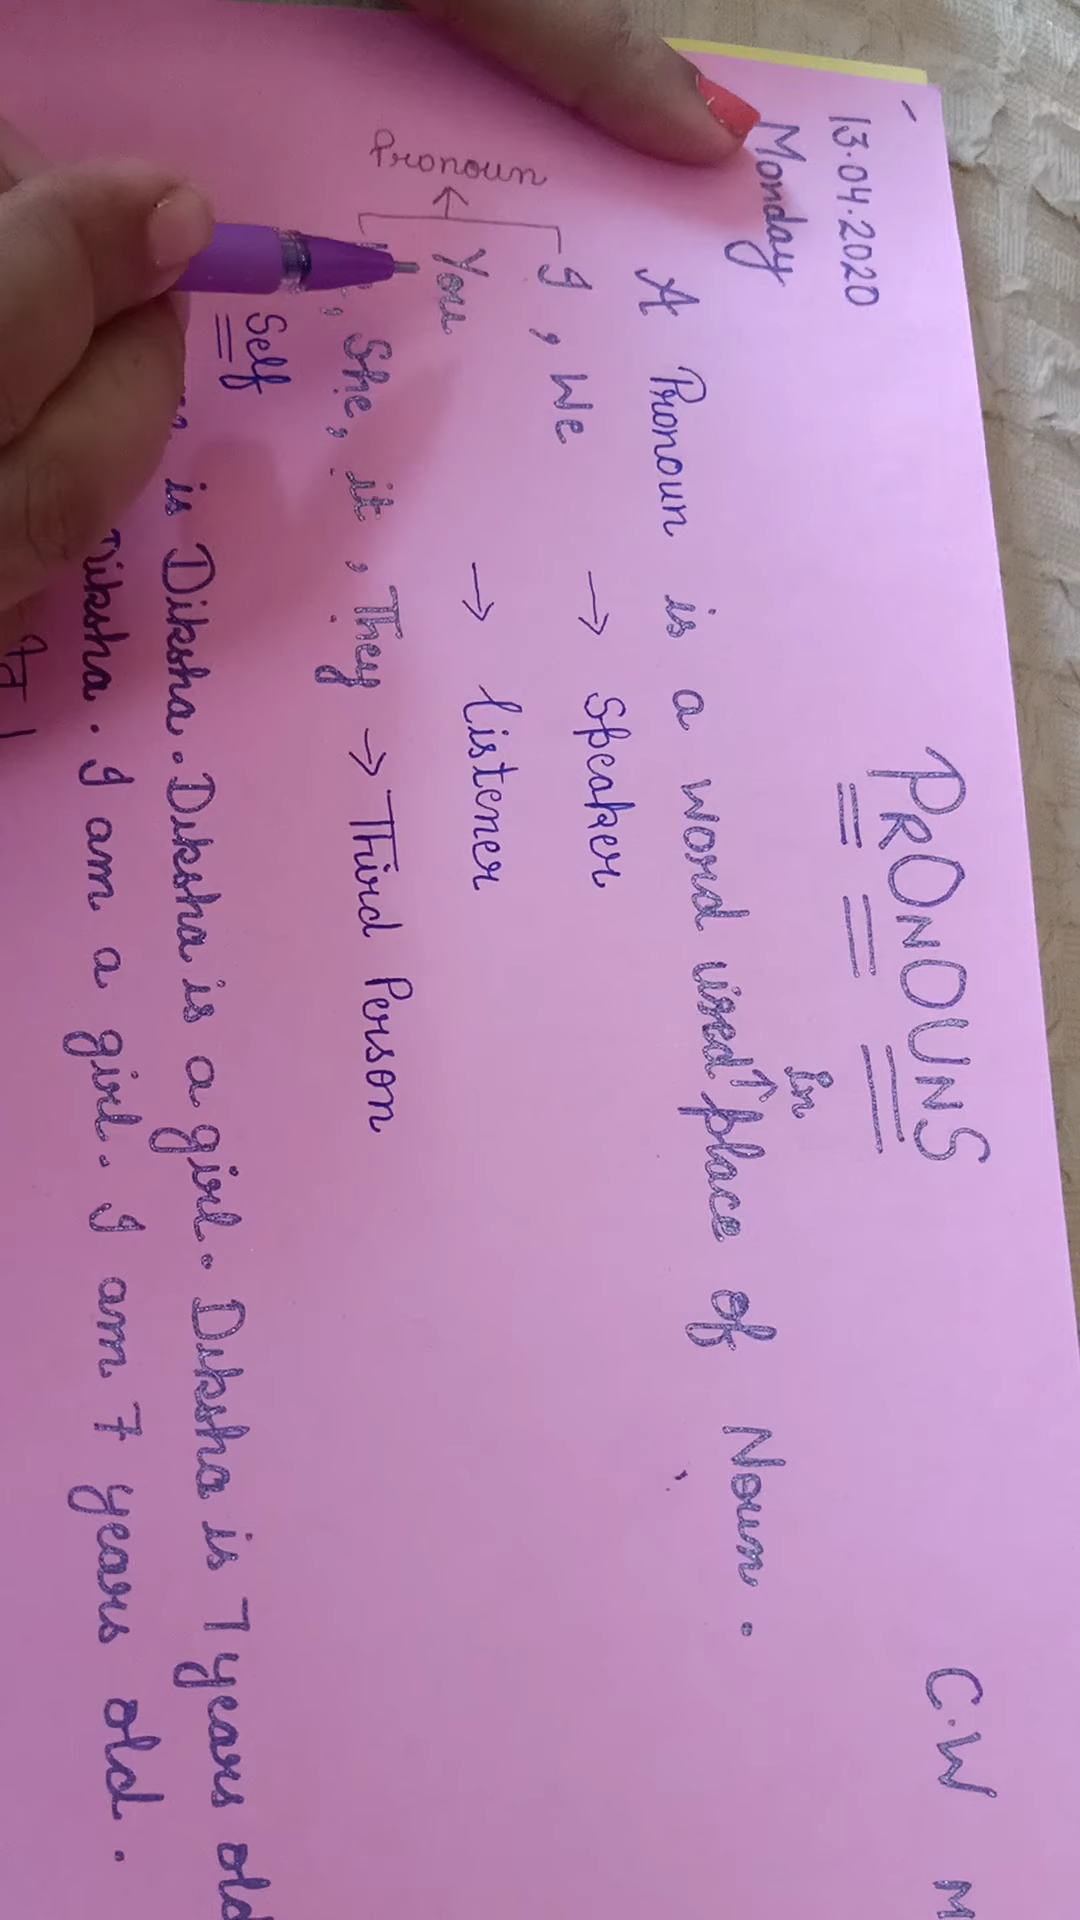 C.W M
13.04.2020
PRONOUNS
Monday
In
A Pronoun is a word used ↑ place of Noun.
Pronoun
I, We → Speaker
You → listener
, She, it, They → Third Person
Self
is Diksha. Diksha is a girl. Diksha is 7 years old
Diksha. I am a girl. I am 7 years old.